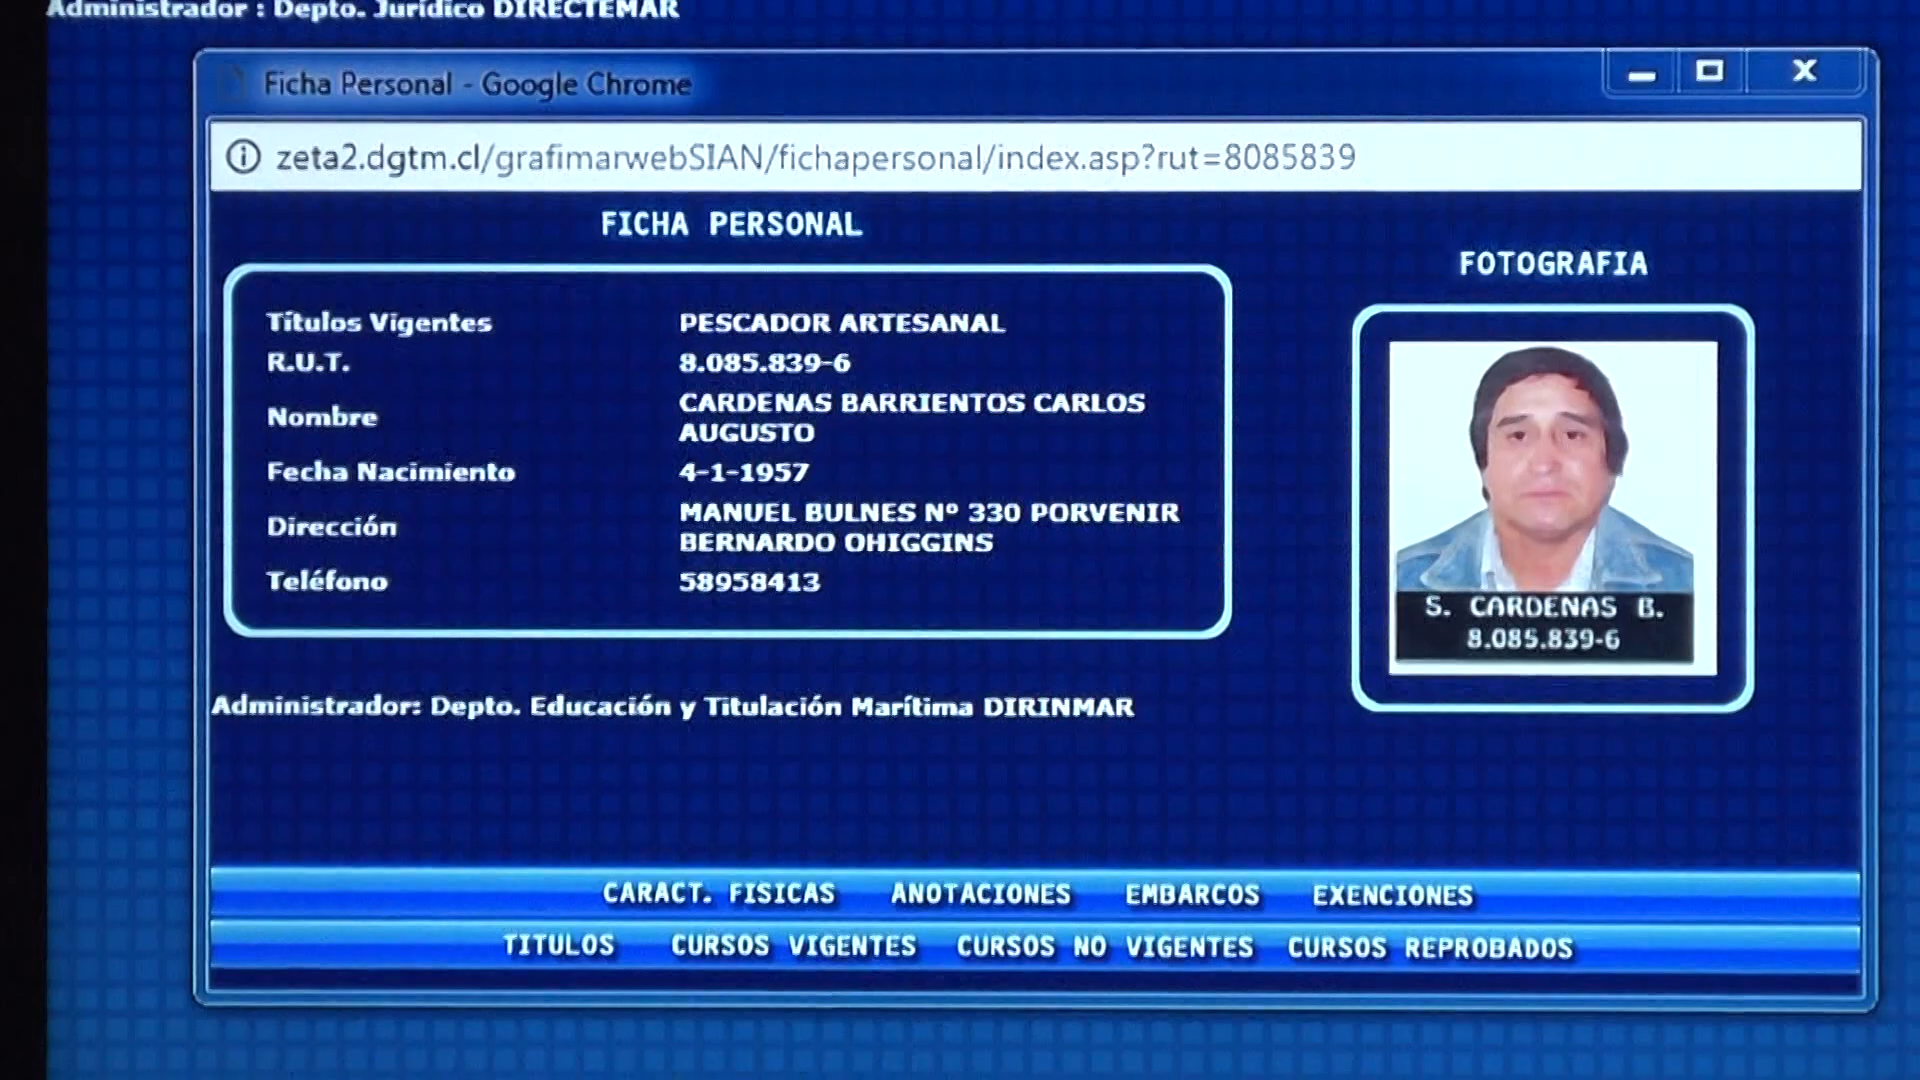 Administrador : Depto. Jurídico DIRECTEMAR
Ficha Personal - Google Chrome
zeta2.dgtm.cl/grafimarwebSIAN/fichapersonal/index.asp?rut=8085839
FICHA PERSONAL
FOTOGRAFIA
Títulos Vigentes PESCADOR ARTESANAL
R.U.T. 8.085.839-6
Nombre CARDENAS BARRIENTOS CARLOS
AUGUSTO
Fecha Nacimiento 4-1-1957
Dirección MANUEL BULNES Nº 330 PORVENIR
BERNARDO OHIGGINS
Teléfono 58958413
S. CARDENAS B.
8.085.839-6
Administrador: Depto. Educación y Titulación Marítima DIRINMAR
CARACT. FISICAS ANOTACIONES EMBARCOS EXENCIONES
TITULOS CURSOS VIGENTES CURSOS NO VIGENTES CURSOS REPROBADOS